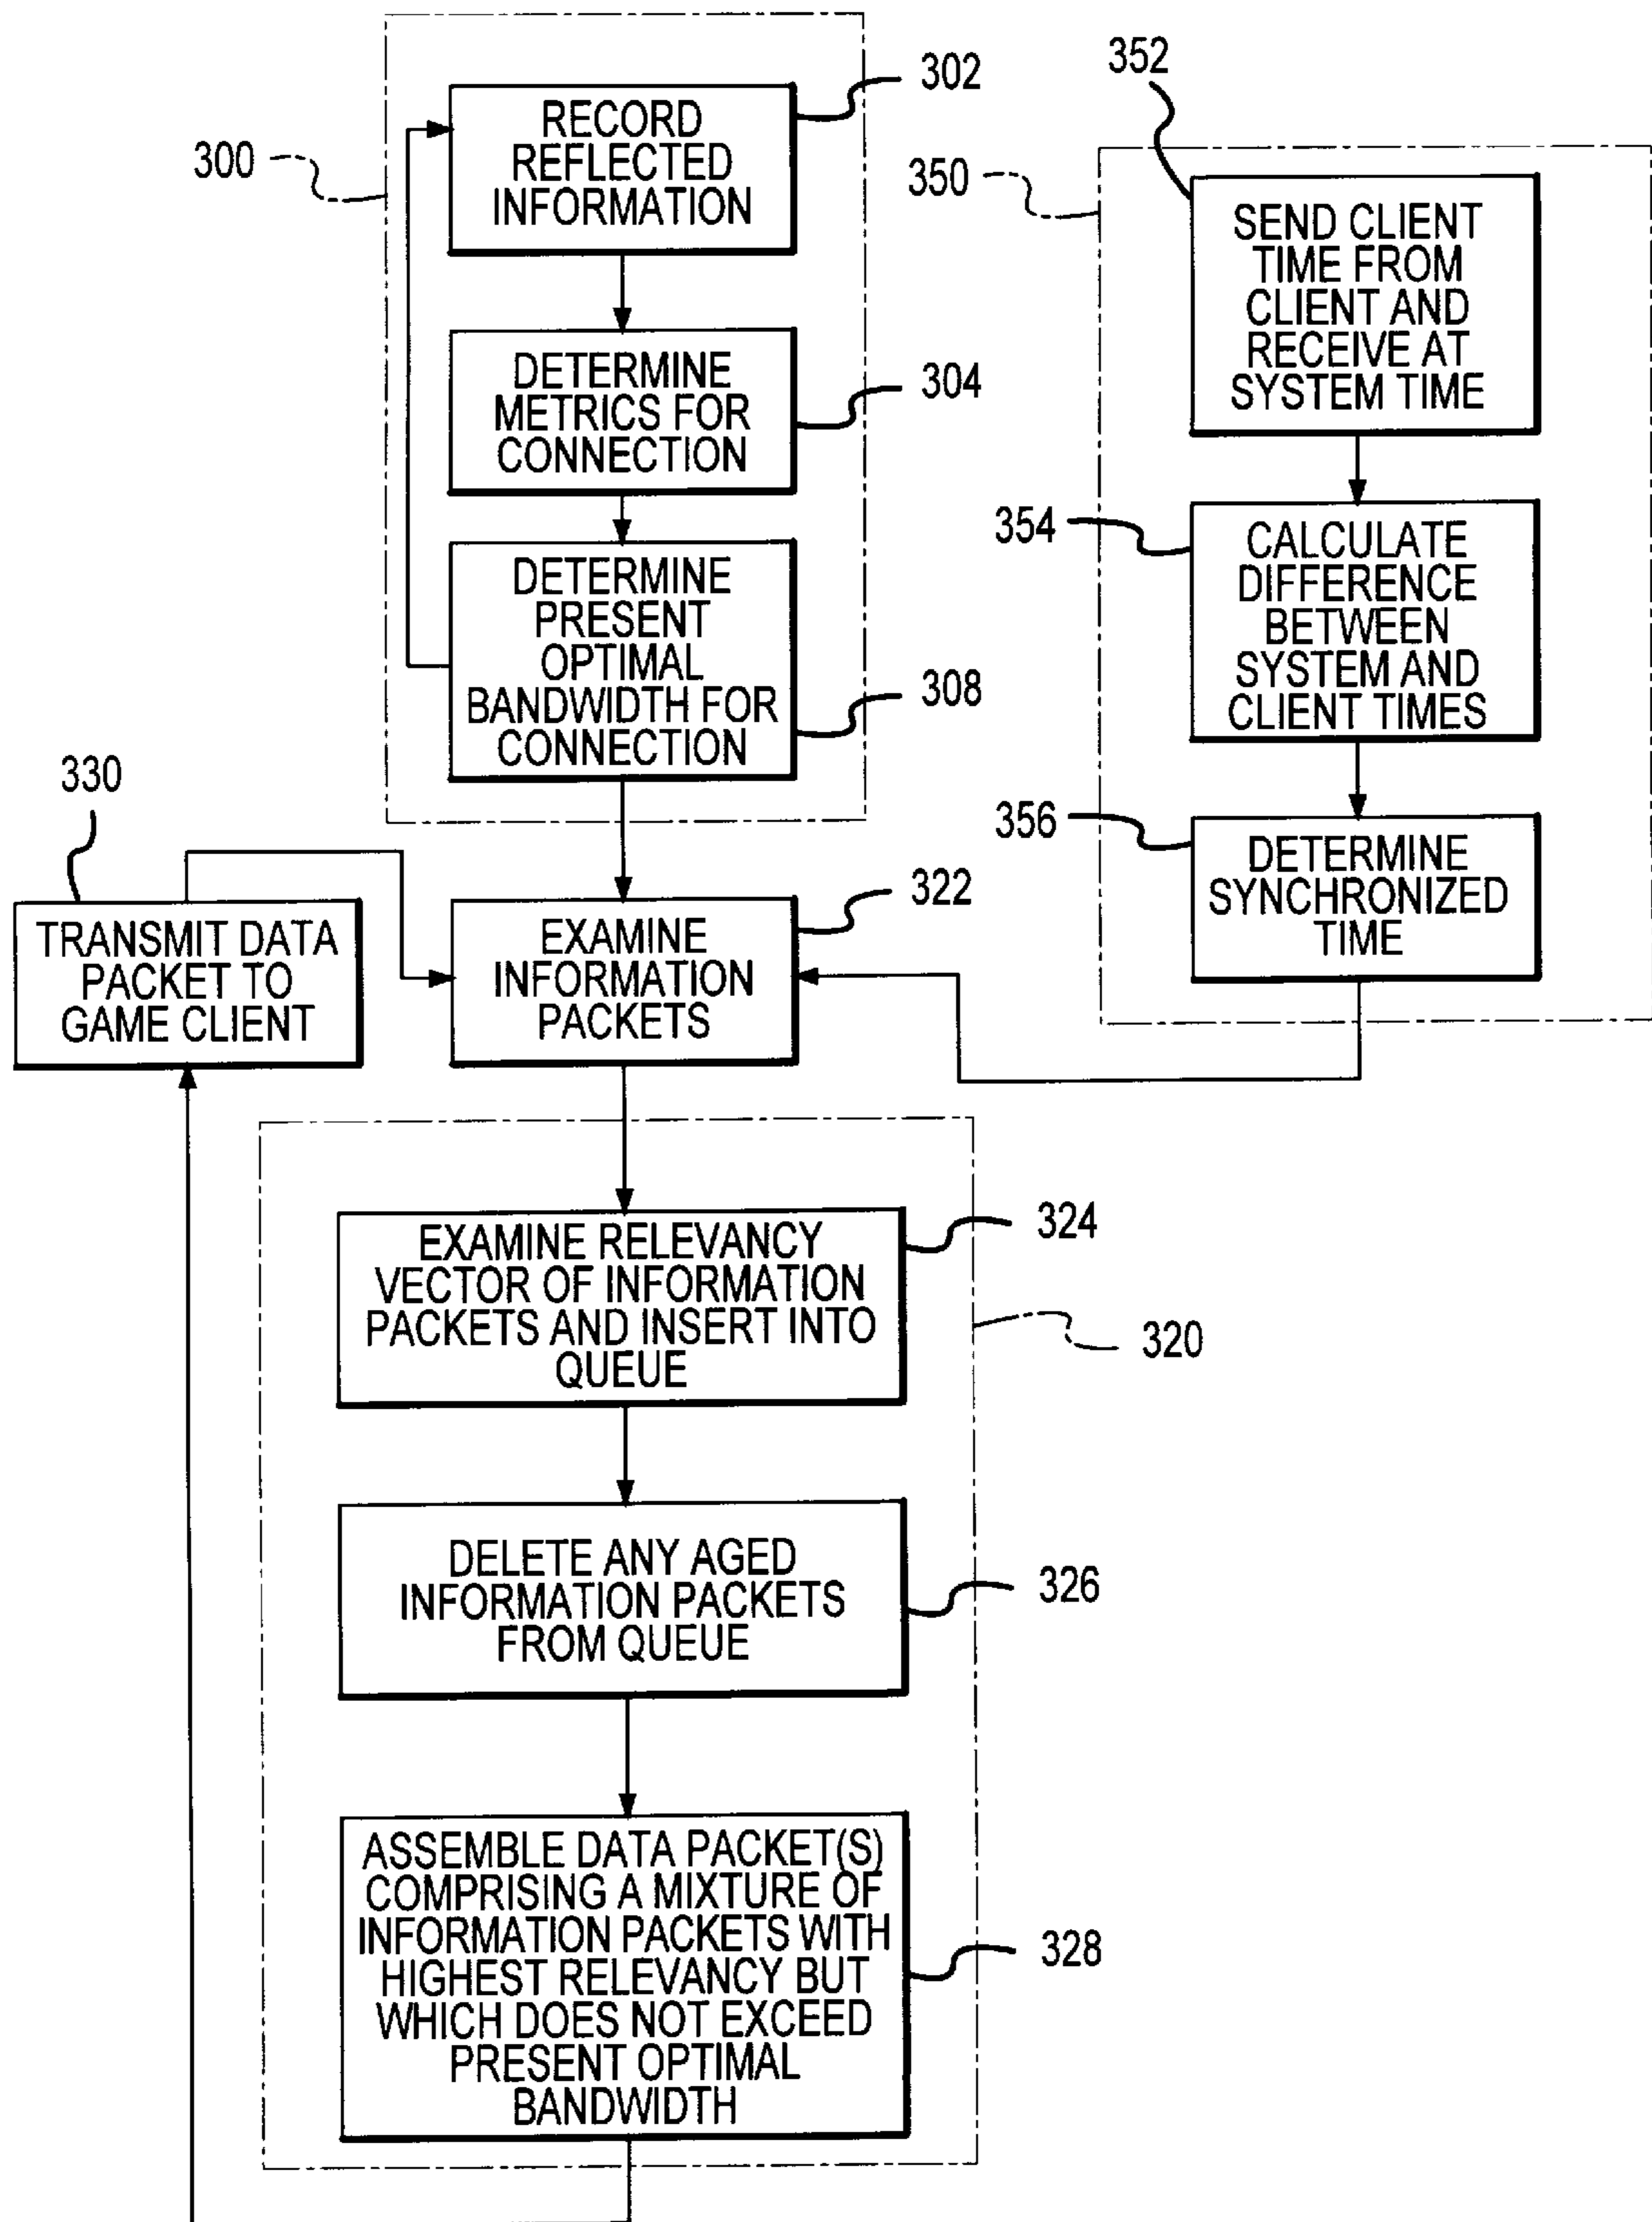 300
302
RECORD
REFLECTED
INFORMATION
304
DETERMINE
METRICS FOR
CONNECTION
308
DETERMINE
PRESENT
OPTIMAL
BANDWIDTH FOR
CONNECTION
350
352
SEND CLIENT
TIME FROM
CLIENT AND
RECEIVE AT
SYSTEM TIME
354
CALCULATE
DIFFERENCE
BETWEEN
SYSTEM AND
CLIENT TIMES
356
DETERMINE
SYNCHRONIZED
TIME
330
TRANSMIT DATA
PACKET TO
GAME CLIENT
322
EXAMINE
INFORMATION
PACKETS
320
324
EXAMINE RELEVANCY
VECTOR OF INFORMATION
PACKETS AND INSERT INTO
QUEUE
326
DELETE ANY AGED
INFORMATION PACKETS
FROM QUEUE
328
ASSEMBLE DATA PACKET(S)
COMPRISING A MIXTURE OF
INFORMATION PACKETS WITH
HIGHEST RELEVANCY BUT
WHICH DOES NOT EXCEED
PRESENT OPTIMAL
BANDWIDTH